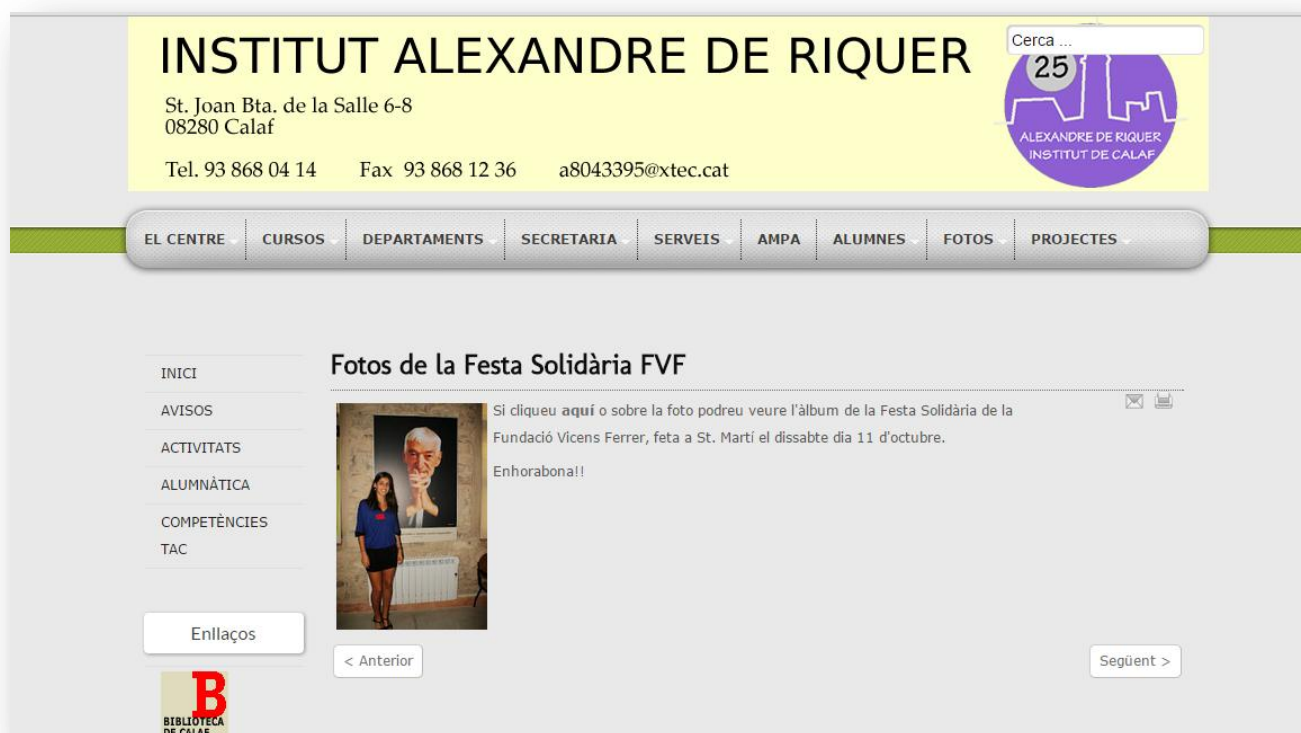 INSTITUT ALEXANDRE DE RIQUER
Cerca ...
St. Joan Bta. de la Salle 6-8
08280 Calaf
Tel. 93 868 04 14 Fax 93 868 12 36 a8043395@xtec.cat
25
ALEXANDRE DE RIQUER
INSTITUT DE CALAF
EL CENTRE CURSOS DEPARTAMENTS SECRETARIA SERVEIS AMPA ALUMNES FOTOS PROJECTES
INICI
AVISOS
ACTIVITATS
ALUMNÀTICA
COMPETÈNCIES
TAC
Enllaços
BIBLIOTECA
DE CALAF
Fotos de la Festa Solidària FVF
Si cliqueu aquí o sobre la foto podreu veure l'àlbum de la Festa Solidària de la
Fundació Vicens Ferrer, feta a St. Martí el dissabte dia 11 d'octubre.
Enhorabona!!
< Anterior
Següent >